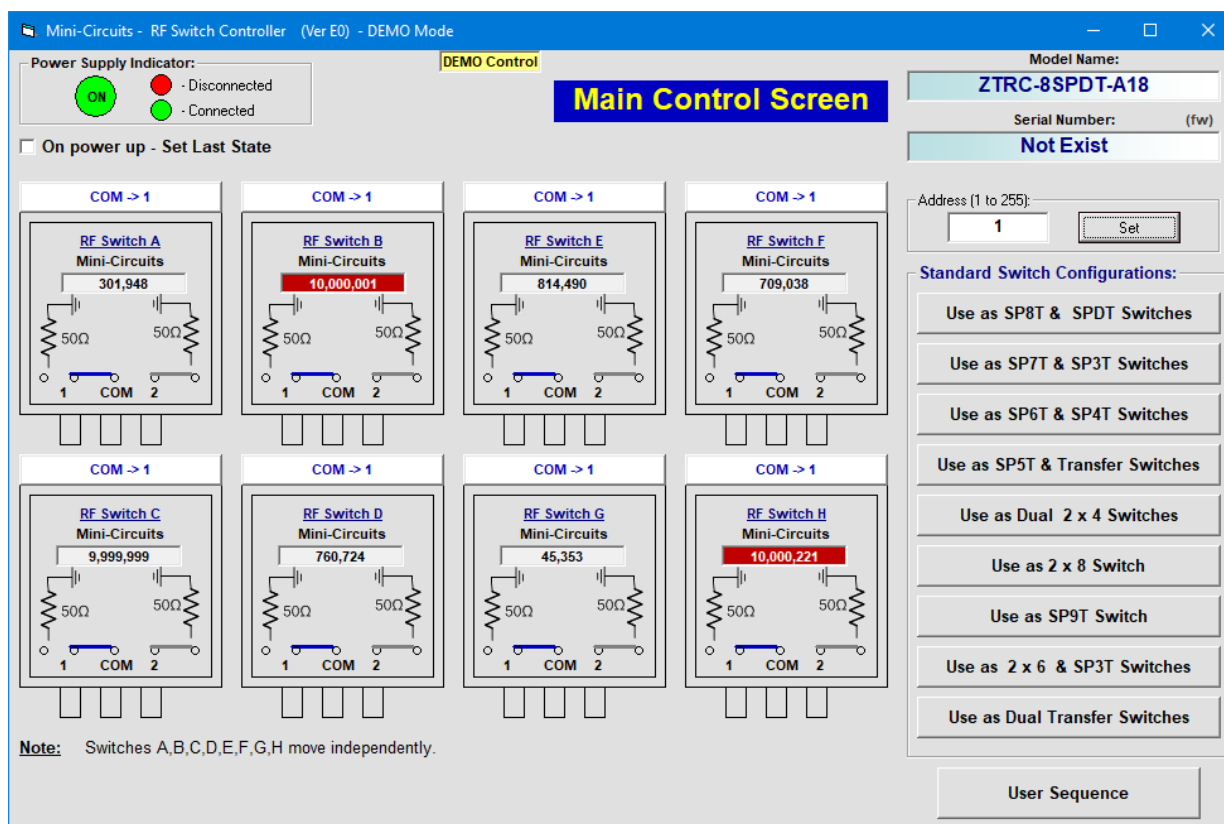 Mini-Circuits - RF Switch Controller (Ver E0) - DEMO Mode
Power Supply Indicator:
ON
- Disconnected
- Connected
DEMO Control
Main Control Screen
Model Name:
ZTRC-8SPDT-A18
Serial Number: (fw)
Not Exist
On power up - Set Last State
Address (1 to 255):
1 Set
COM -> 1
RF Switch A
Mini-Circuits
301,948
50Ω 50Ω
1 COM 2
COM -> 1
RF Switch B
Mini-Circuits
10,000,001
50Ω 50Ω
1 COM 2
COM -> 1
RF Switch E
Mini-Circuits
814,490
50Ω 50Ω
1 COM 2
COM -> 1
RF Switch F
Mini-Circuits
709,038
50Ω 50Ω
1 COM 2
COM -> 1
RF Switch C
Mini-Circuits
9,999,999
50Ω 50Ω
1 COM 2
COM -> 1
RF Switch D
Mini-Circuits
760,724
50Ω 50Ω
1 COM 2
COM -> 1
RF Switch G
Mini-Circuits
45,353
50Ω 50Ω
1 COM 2
COM -> 1
RF Switch H
Mini-Circuits
10,000,221
50Ω 50Ω
1 COM 2
Note: Switches A,B,C,D,E,F,G,H move independently.
Standard Switch Configurations:
Use as SP8T & SPDT Switches
Use as SP7T & SP3T Switches
Use as SP6T & SP4T Switches
Use as SP5T & Transfer Switches
Use as Dual 2 x 4 Switches
Use as 2 x 8 Switch
Use as SP9T Switch
Use as 2 x 6 & SP3T Switches
Use as Dual Transfer Switches
User Sequence